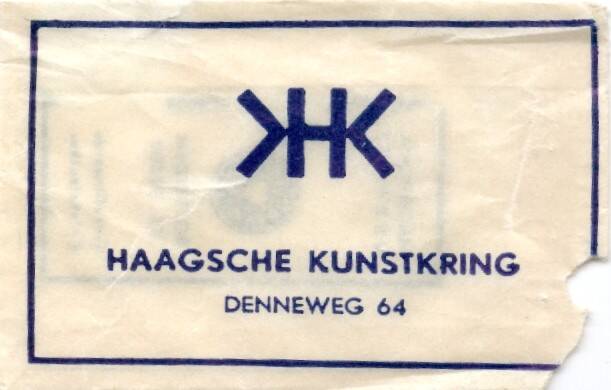 HAAGSCHE KUNSTKRING
DENNEWEG 64